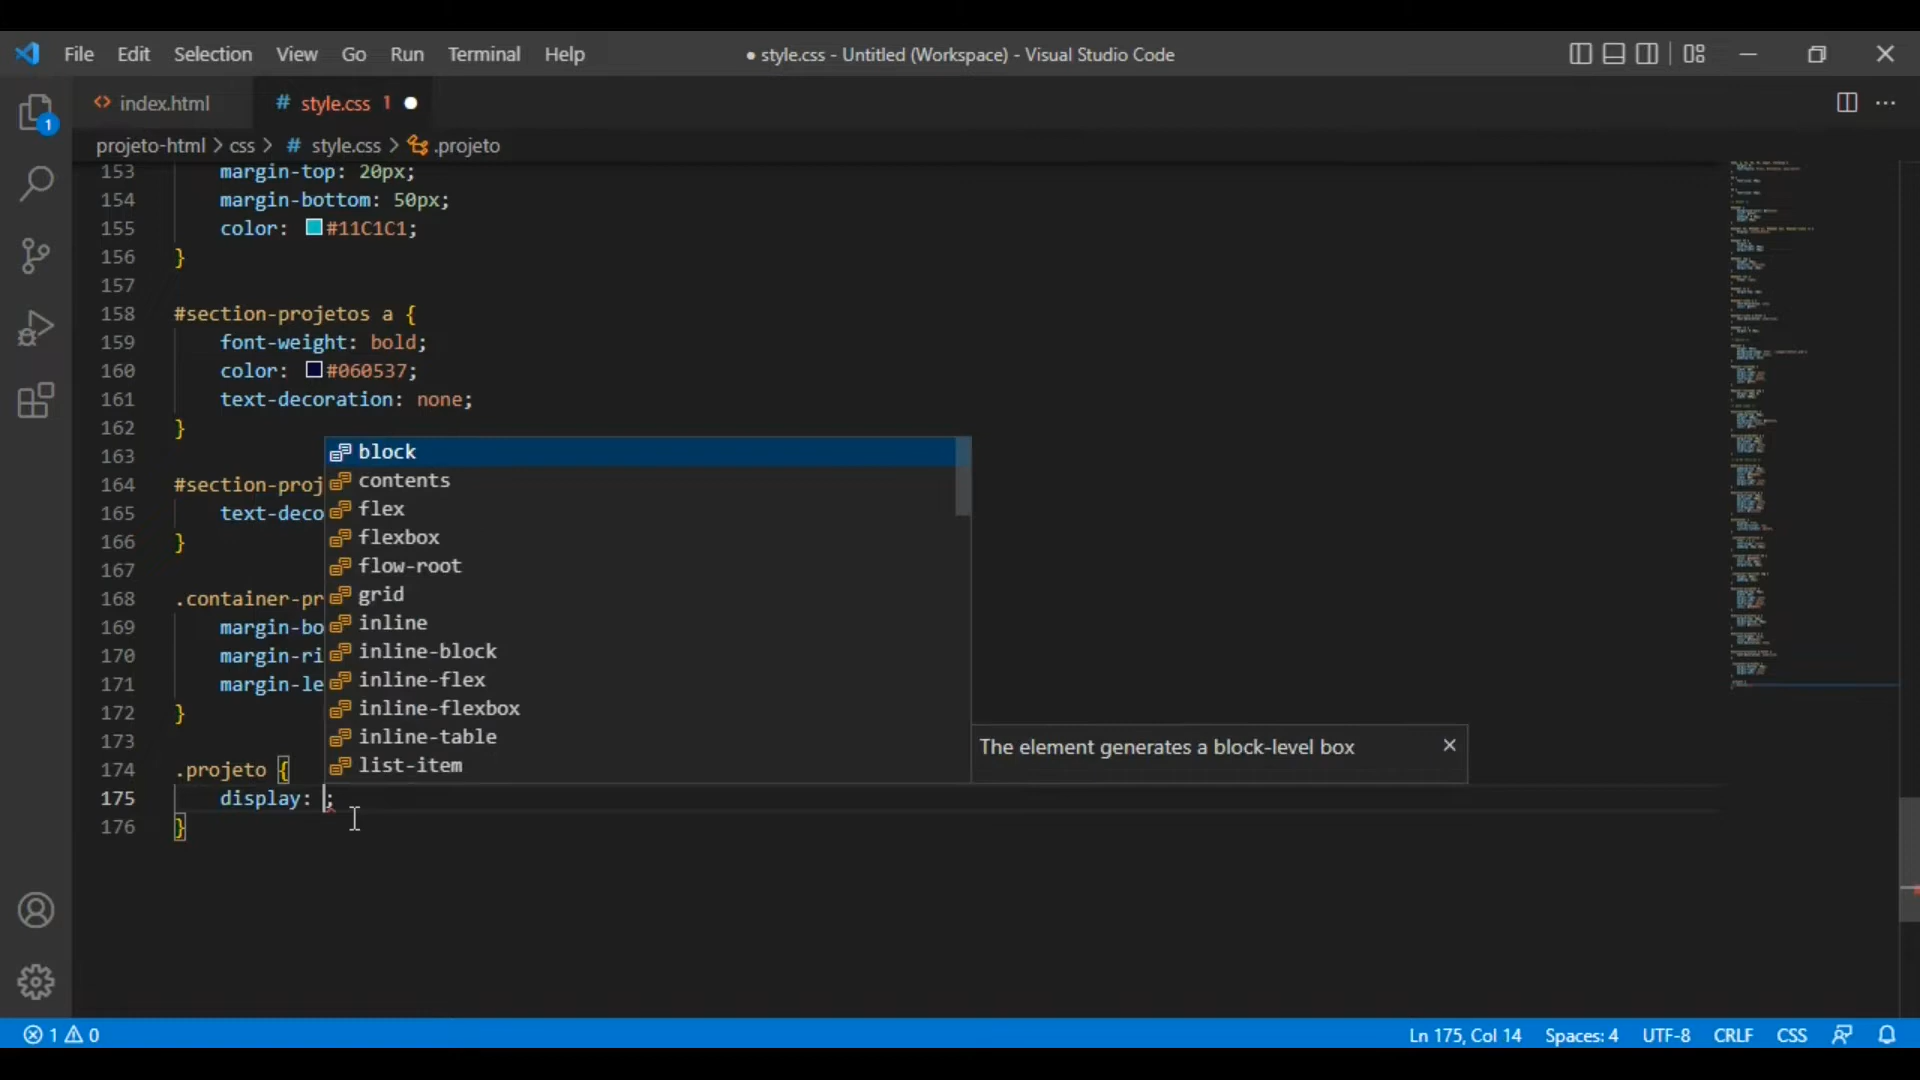 File Edit Selection View Go Run Terminal Help
● style.css - Untitled (Workspace) - Visual Studio Code
index.html
# style.css 1 ●
projeto-html > css > # style.css > .projeto
1
153 margin-top: 20px;
154 margin-bottom: 50px;
155 color: #11C1C1;
156 }
157
158 #section-projetos a {
159 font-weight: bold;
160 color: #060537;
161 text-decoration: none;
162 }
163
164 #section-proj
165 text-deco
166 }
167
168 .container-pr
169 margin-bo
170 margin-ri
171 margin-le
172 }
173
174 .projeto {
175 display: ;
176 }
block
contents
flex
flexbox
flow-root
grid
inline
inline-block
inline-flex
inline-flexbox
inline-table
list-item
The element generates a block-level box
1 0
Ln 175, Col 14 Spaces: 4 UTF-8 CRLF CSS